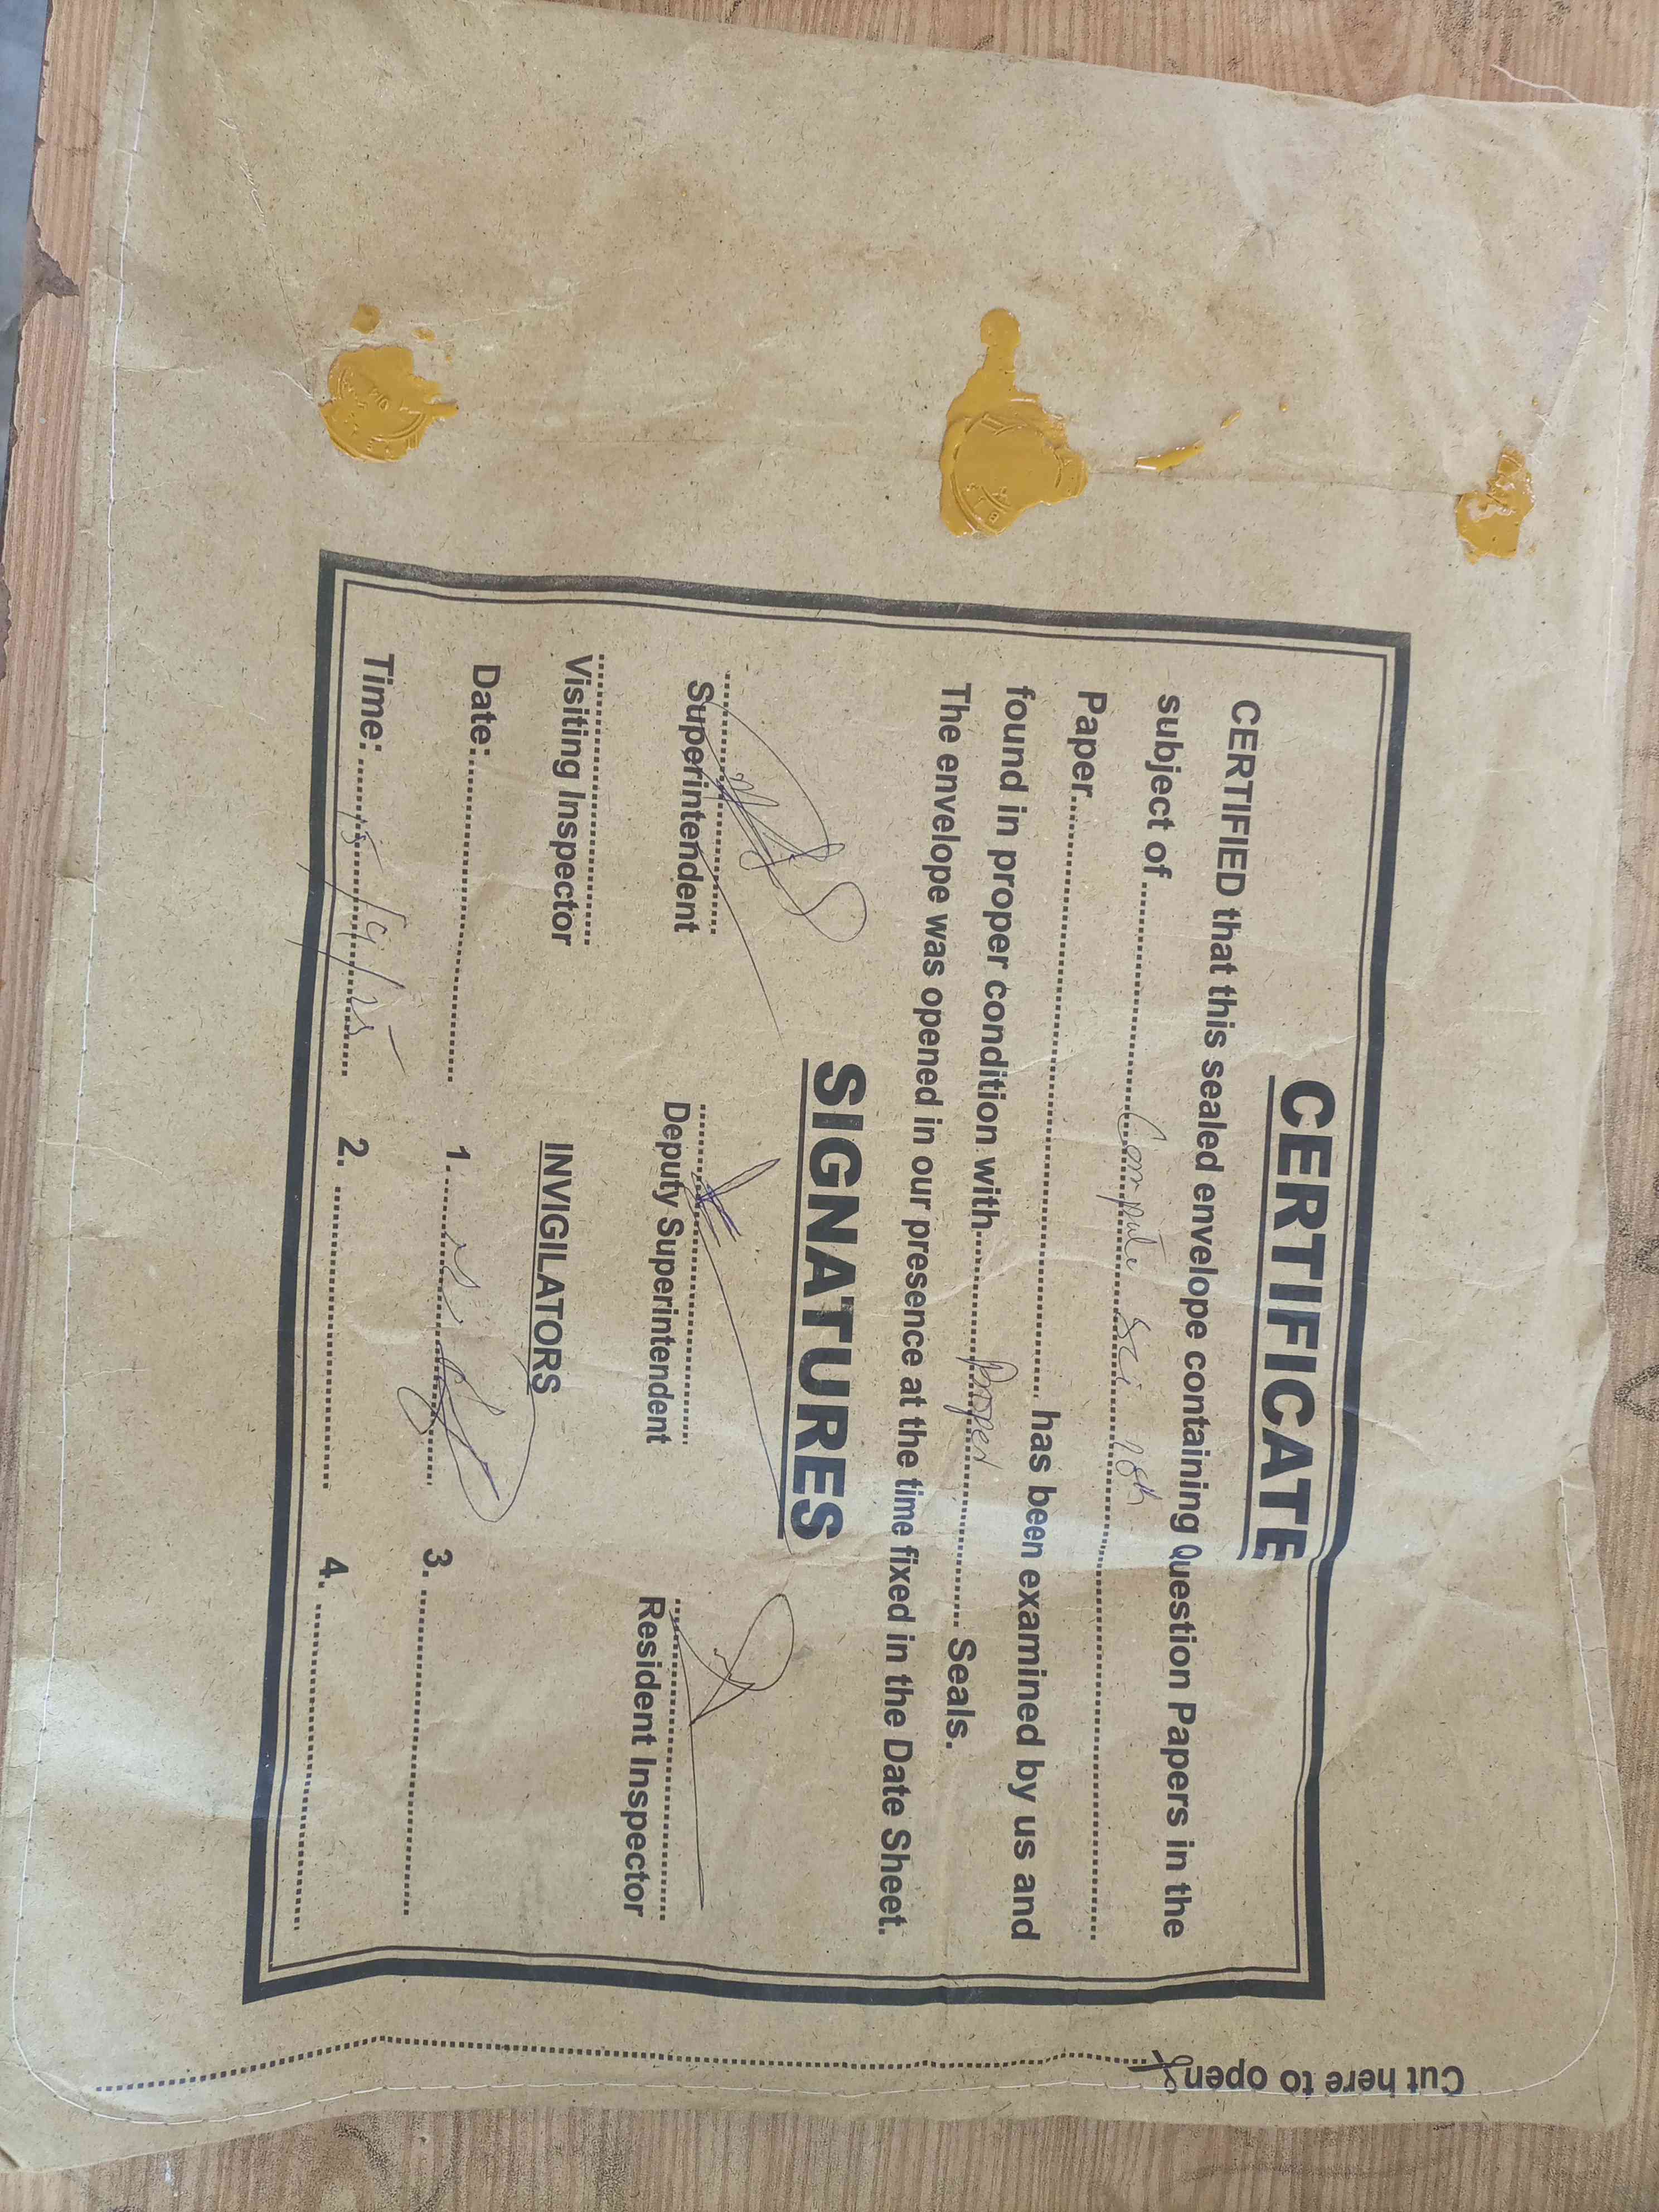 CERTIFICATE
CERTIFIED that this sealed envelope containing Question Papers in the
subject of.......... Compute Sci 10th
Paper.................... has been examined by us and
found in proper condition with.......... Proper .......... Seals.
The envelope was opened in our presence at the time fixed in the Date Sheet.
SIGNATURES
Superintendent Deputy Superintendent Resident Inspector
Visiting Inspector INVIGILATORS
Date:.......... 1. .......... 3. ..........
Time: .......... 15/9/25 2. .......... 4. ..........
Cut here to open